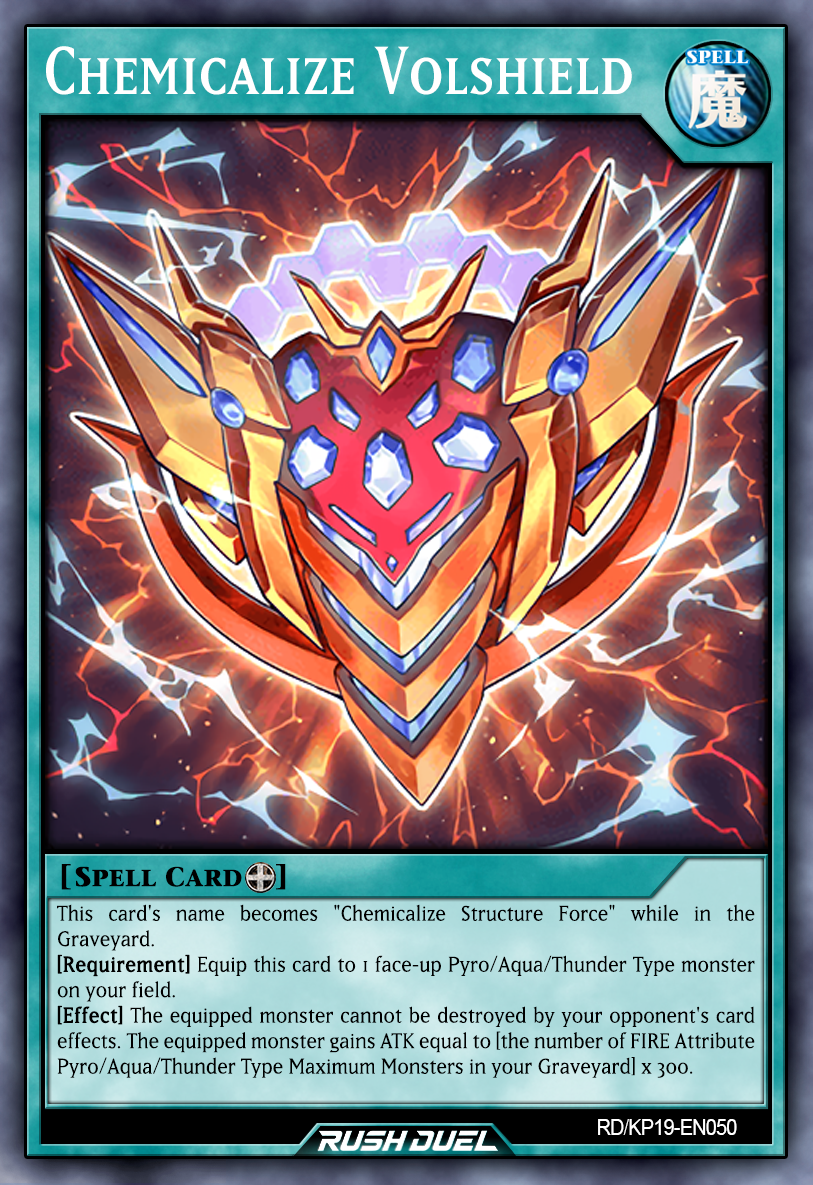 Chemicalize Volshield
SPELL
魔
[Spell Card]
This card's name becomes "Chemicalize Structure Force" while in the
Graveyard.
[Requirement] Equip this card to 1 face-up Pyro/Aqua/Thunder Type monster
on your field.
[Effect] The equipped monster cannot be destroyed by your opponent's card
effects. The equipped monster gains ATK equal to [the number of FIRE Attribute
Pyro/Aqua/Thunder Type Maximum Monsters in your Graveyard] x 300.
RD/KP19-EN050
RUSH DUEL